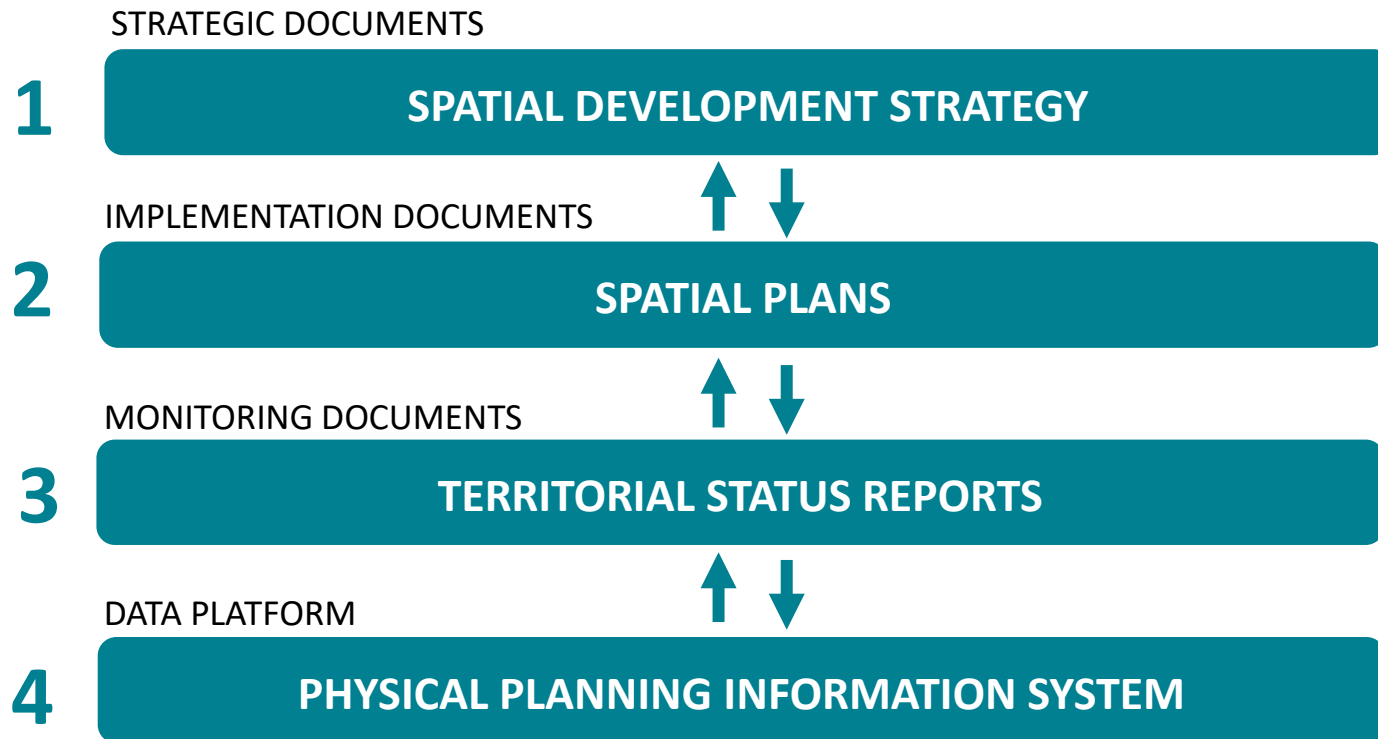 STRATEGIC DOCUMENTS
1
SPATIAL DEVELOPMENT STRATEGY
IMPLEMENTATION DOCUMENTS
2
SPATIAL PLANS
MONITORING DOCUMENTS
3
TERRITORIAL STATUS REPORTS
DATA PLATFORM
4
PHYSICAL PLANNING INFORMATION SYSTEM